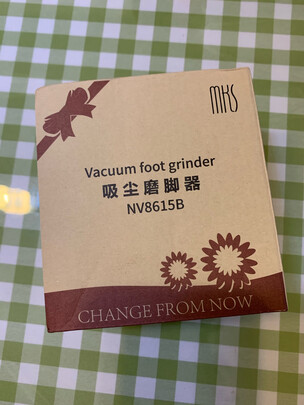 MKS
Vacuum foot grinder
吸尘磨脚器
NV8615B
CHANGE FROM NOW